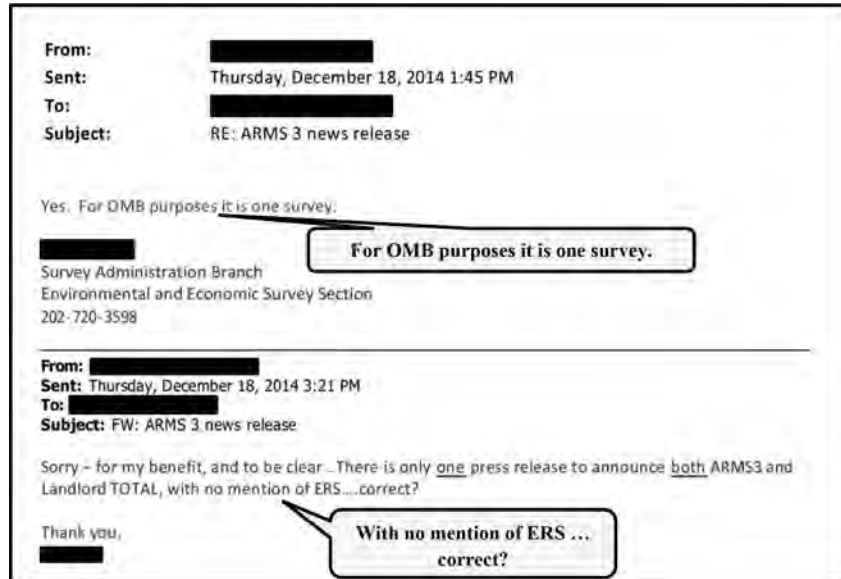 From:
Sent: Thursday, December 18, 2014 1:45 PM
To:
Subject: RE: ARMS 3 news release
Yes. For OMB purposes it is one survey.
For OMB purposes it is one survey.
Survey Administration Branch
Environmental and Economic Survey Section
202-720-3598
From:
Sent: Thursday, December 18, 2014 3:21 PM
To:
Subject: FW: ARMS 3 news release
Sorry – for my benefit, and to be clear...There is only one press release to announce both ARMS3 and
Landlord TOTAL, with no mention of ERS....correct?
Thank you,
With no mention of ERS …
correct?